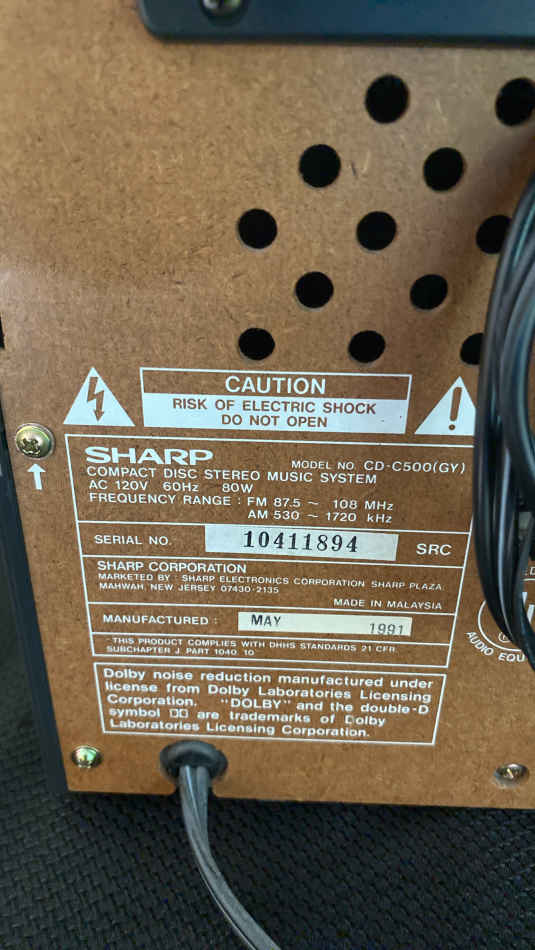 CAUTION
RISK OF ELECTRIC SHOCK
DO NOT OPEN
SHARP
MODEL NO. CD-C500(GY)
COMPACT DISC STEREO MUSIC SYSTEM
AC 120V 60Hz 80W
FREQUENCY RANGE : FM 87.5 ~ 108 MHz
AM 530 ~ 1720 kHz
SERIAL NO. 10411894 SRC
SHARP CORPORATION
MARKETED BY : SHARP ELECTRONICS CORPORATION SHARP PLAZA
MAHWAH, NEW JERSEY 07430-2135
MADE IN MALAYSIA
MANUFACTURED : MAY 1991
THIS PRODUCT COMPLIES WITH DHHS STANDARDS 21 CFR
SUBCHAPTER J, PART 1040. 10
Dolby noise reduction manufactured under
license from Dolby Laboratories Licensing
Corporation. "DOLBY" and the double-D
symbol are trademarks of Dolby
Laboratories Licensing Corporation.
AUDIO EQU